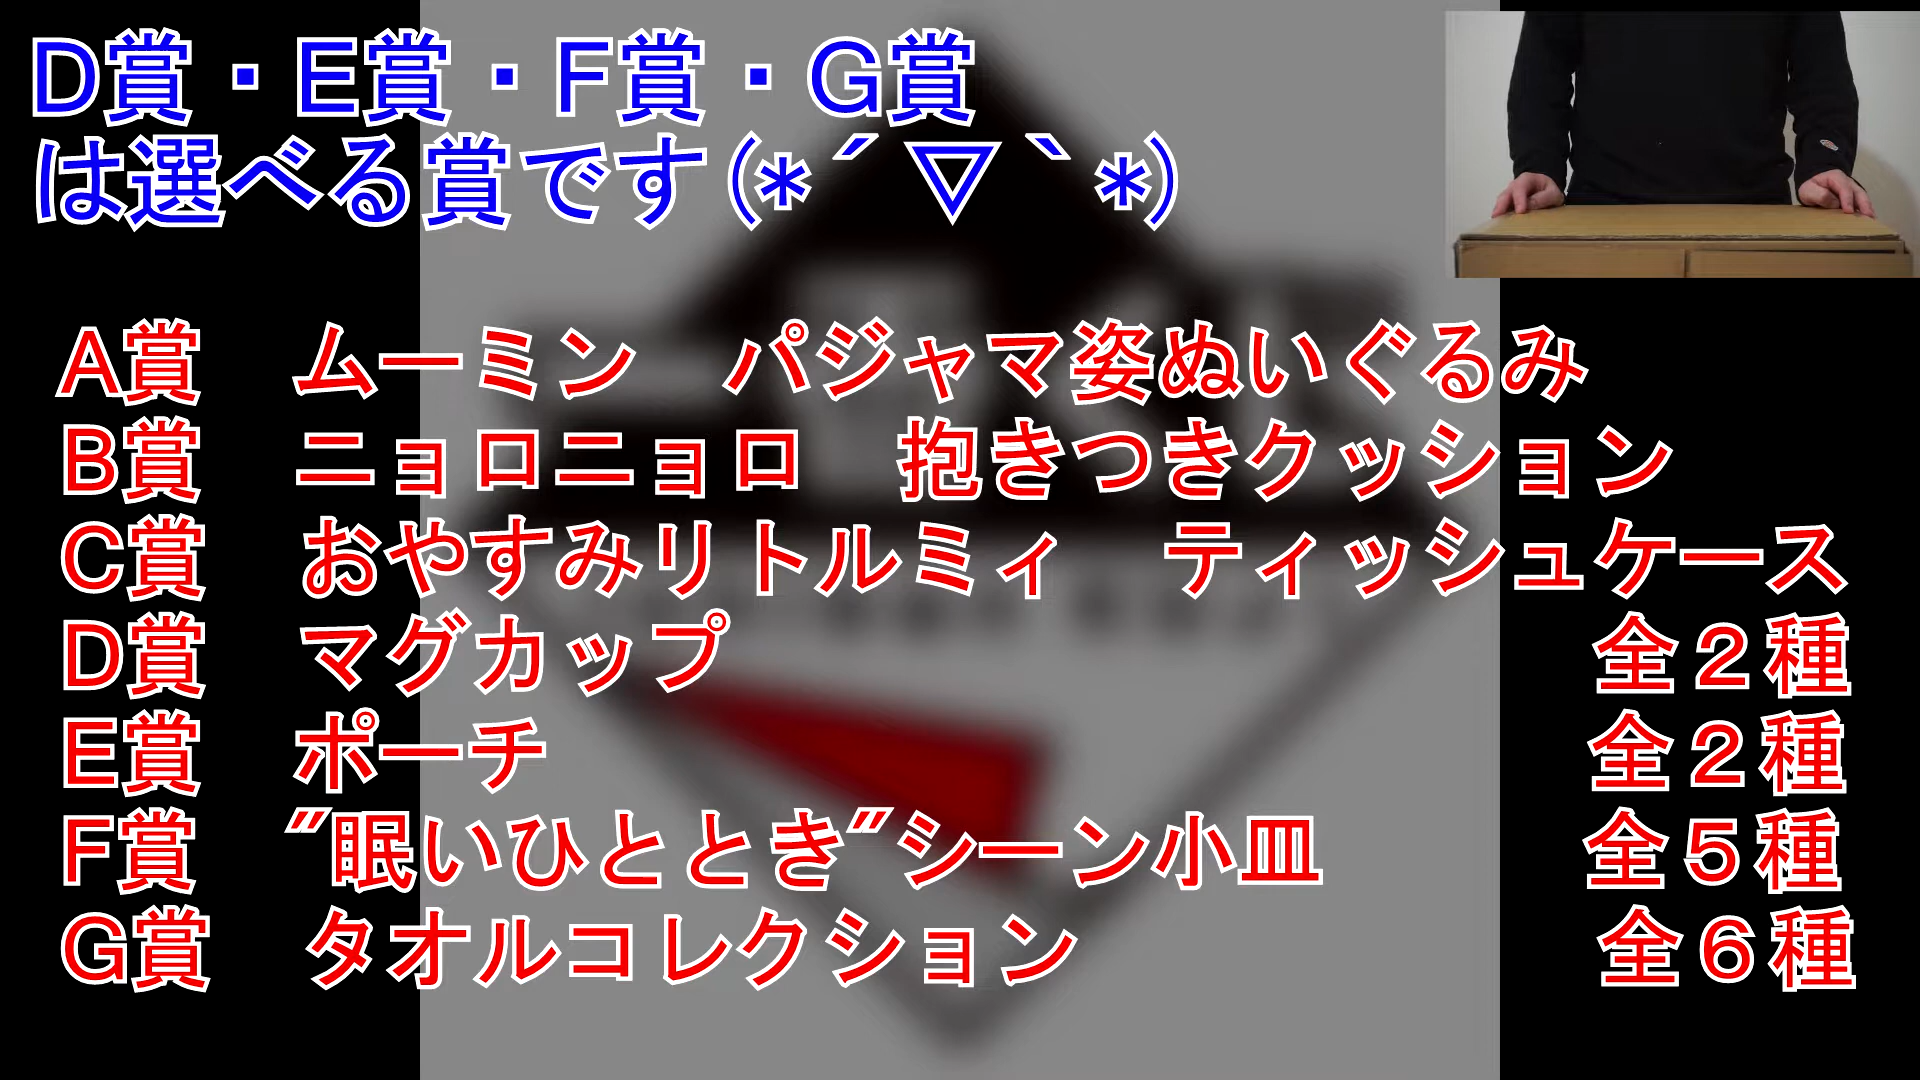 D賞・E賞・F賞・G賞
は選べる賞です(*´▽｀*)
A賞　ムーミン　パジャマ姿ぬいぐるみ
B賞　ニョロニョロ　抱きつきクッション
C賞　おやすみリトルミィ　ティッシュケース
D賞　マグカップ　全２種
E賞　ポーチ　全２種
F賞　″眠いひととき″シーン小皿　全５種
G賞　タオルコレクション　全６種